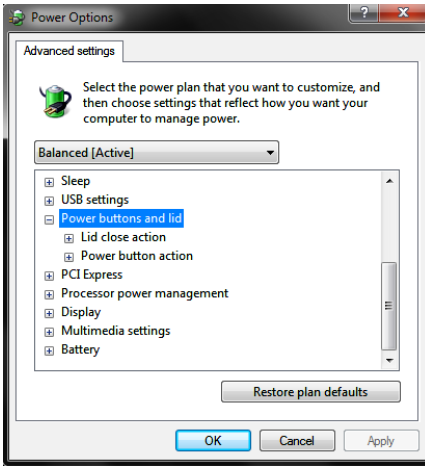 Power Options
Advanced settings
Select the power plan that you want to customize, and
then choose settings that reflect how you want your
computer to manage power.
Balanced [Active]
Sleep
USB settings
Power buttons and lid
Lid close action
Power button action
PCI Express
Processor power management
Display
Multimedia settings
Battery
Restore plan defaults
OK Cancel Apply